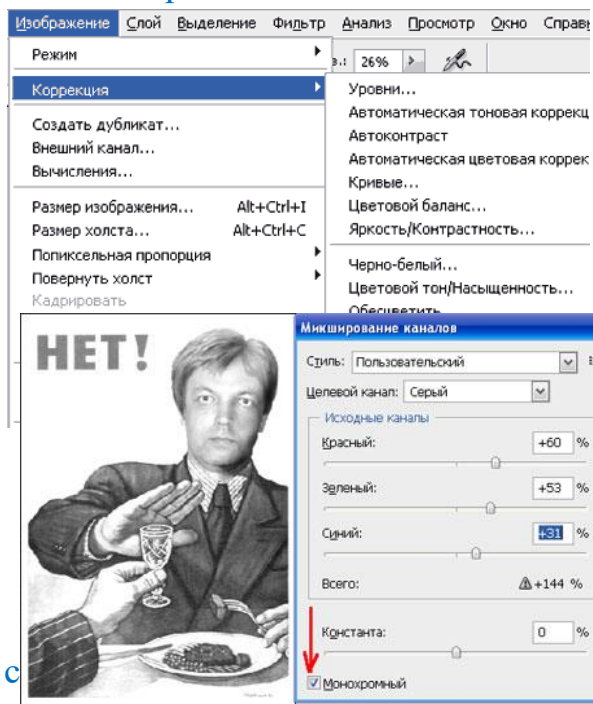 Изображение Слой Выделение Фильтр Анализ Просмотр Окно Справ
Режим
26%
Коррекция
Уровни...
Автоматическая тоновая коррекц
Автоконтраст
Автоматическая цветовая коррек
Кривые...
Цветовой баланс...
Яркость/Контрастность...
Черно-белый...
Цветовой тон/Насыщенность...
Обесцветить
Создать дубликат...
Внешний канал...
Вычисления...
Размер изображения... Alt+Ctrl+I
Размер холста... Alt+Ctrl+C
Попиксельная пропорция
Повернуть холст
Кадрировать
НЕТ!
Микширование каналов
Стиль: Пользовательский
Целевой канал: Серый
Исходные каналы
Красный: +60 %
Зеленый: +53 %
Синий: +31 %
Всего: +144 %
Константа: 0 %
Монохромный
с